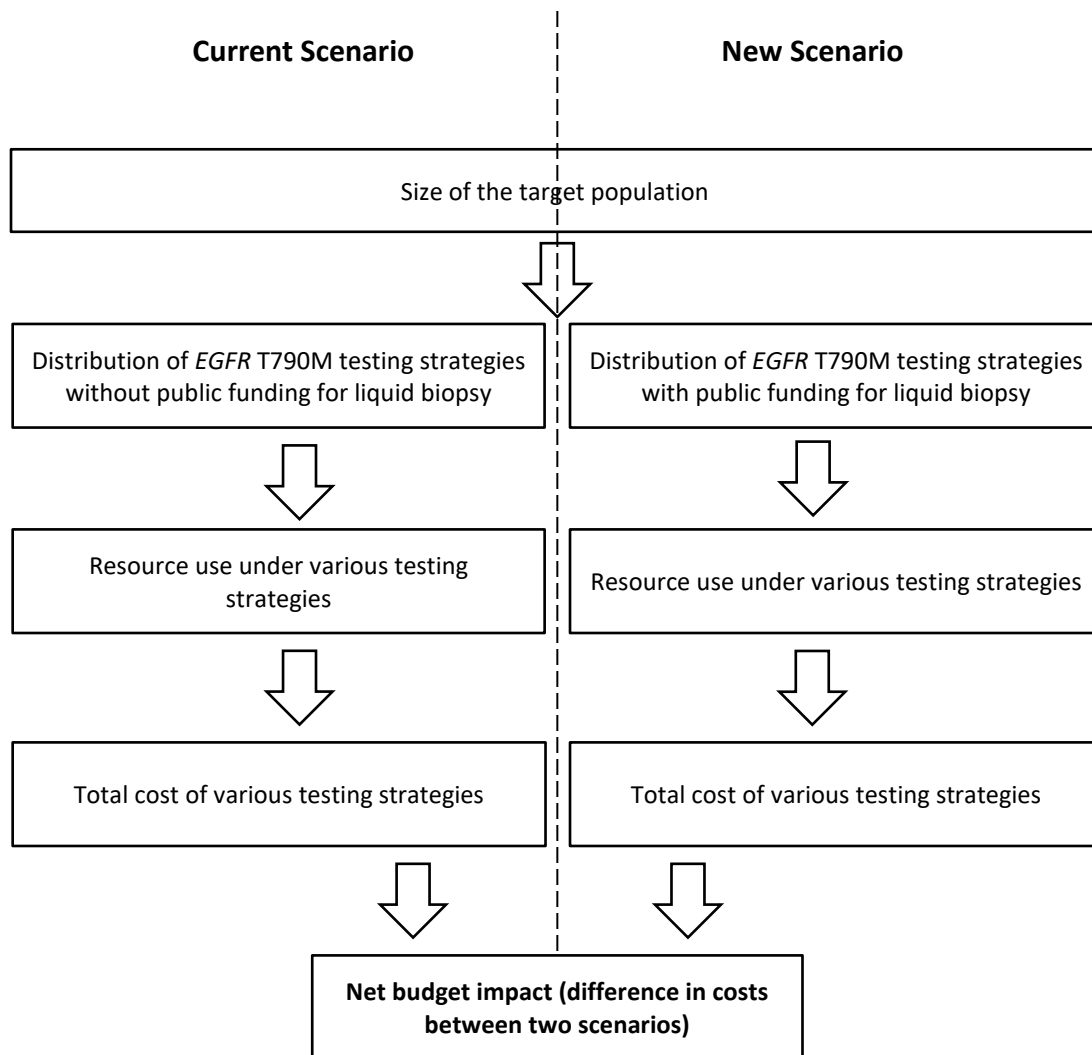 Current Scenario
New Scenario
Size of the target population
Distribution of EGFR T790M testing strategies
without public funding for liquid biopsy
Distribution of EGFR T790M testing strategies
with public funding for liquid biopsy
Resource use under various testing
strategies
Resource use under various testing strategies
Total cost of various testing strategies
Total cost of various testing strategies
Net budget impact (difference in costs
between two scenarios)